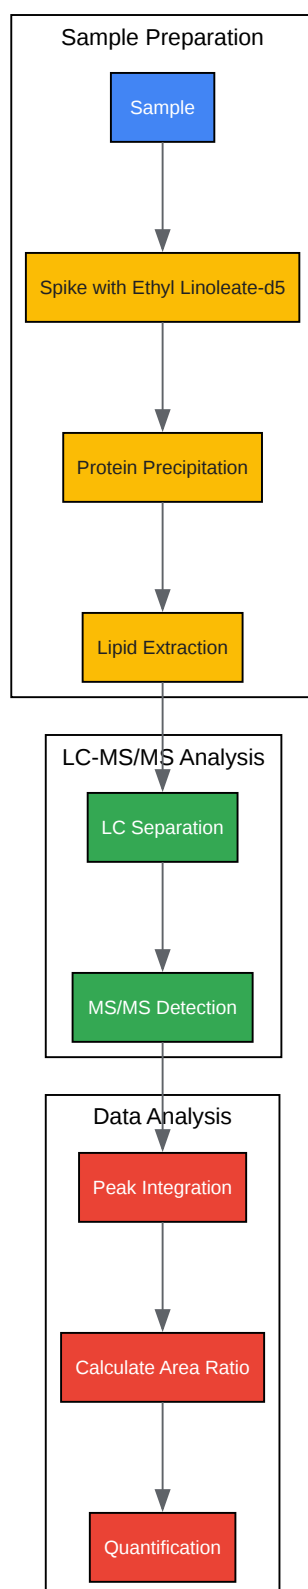 Sample Preparation
Sample
Spike with Ethyl Linoleate-d5
Protein Precipitation
Lipid Extraction
LC-MS/MS Analysis
LC Separation
MS/MS Detection
Data Analysis
Peak Integration
Calculate Area Ratio
Quantification